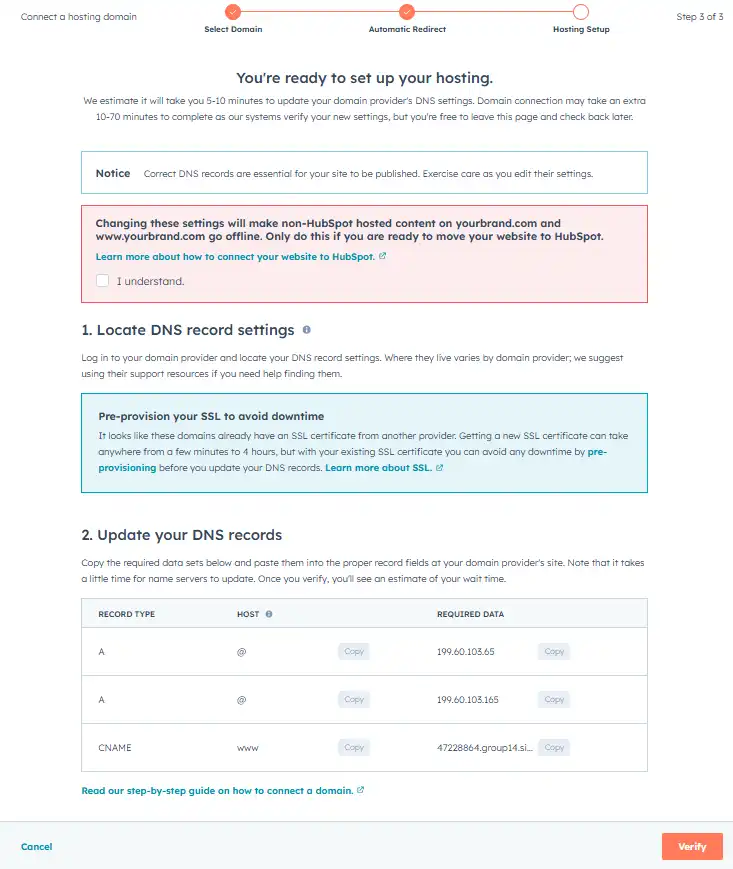 Connect a hosting domain
Select Domain
Automatic Redirect
Hosting Setup
Step 3 of 3
You're ready to set up your hosting.
We estimate it will take you 5-10 minutes to update your domain provider's DNS settings. Domain connection may take an extra
10-70 minutes to complete as our systems verify your new settings, but you're free to leave this page and check back later.
Notice Correct DNS records are essential for your site to be published. Exercise care as you edit their settings.
Changing these settings will make non-HubSpot hosted content on yourbrand.com and
www.yourbrand.com go offline. Only do this if you are ready to move your website to HubSpot.
Learn more about how to connect your website to HubSpot.
I understand.
1. Locate DNS record settings
Log in to your domain provider and locate your DNS record settings. Where they live varies by domain provider; we suggest
using their support resources if you need help finding them.
Pre-provision your SSL to avoid downtime
It looks like these domains already have an SSL certificate from another provider. Getting a new SSL certificate can take
anywhere from a few minutes to 4 hours, but with your existing SSL certificate you can avoid any downtime by pre-
provisioning before you update your DNS records. Learn more about SSL.
2. Update your DNS records
Copy the required data sets below and paste them into the proper record fields at your domain provider's site. Note that it takes
a little time for name servers to update. Once you verify, you'll see an estimate of your wait time.
RECORD TYPE HOST REQUIRED DATA
A @ Copy 199.60.103.65 Copy
A @ Copy 199.60.103.165 Copy
CNAME www Copy 47228864.group14.si... Copy
Read our step-by-step guide on how to connect a domain.
Cancel
Verify